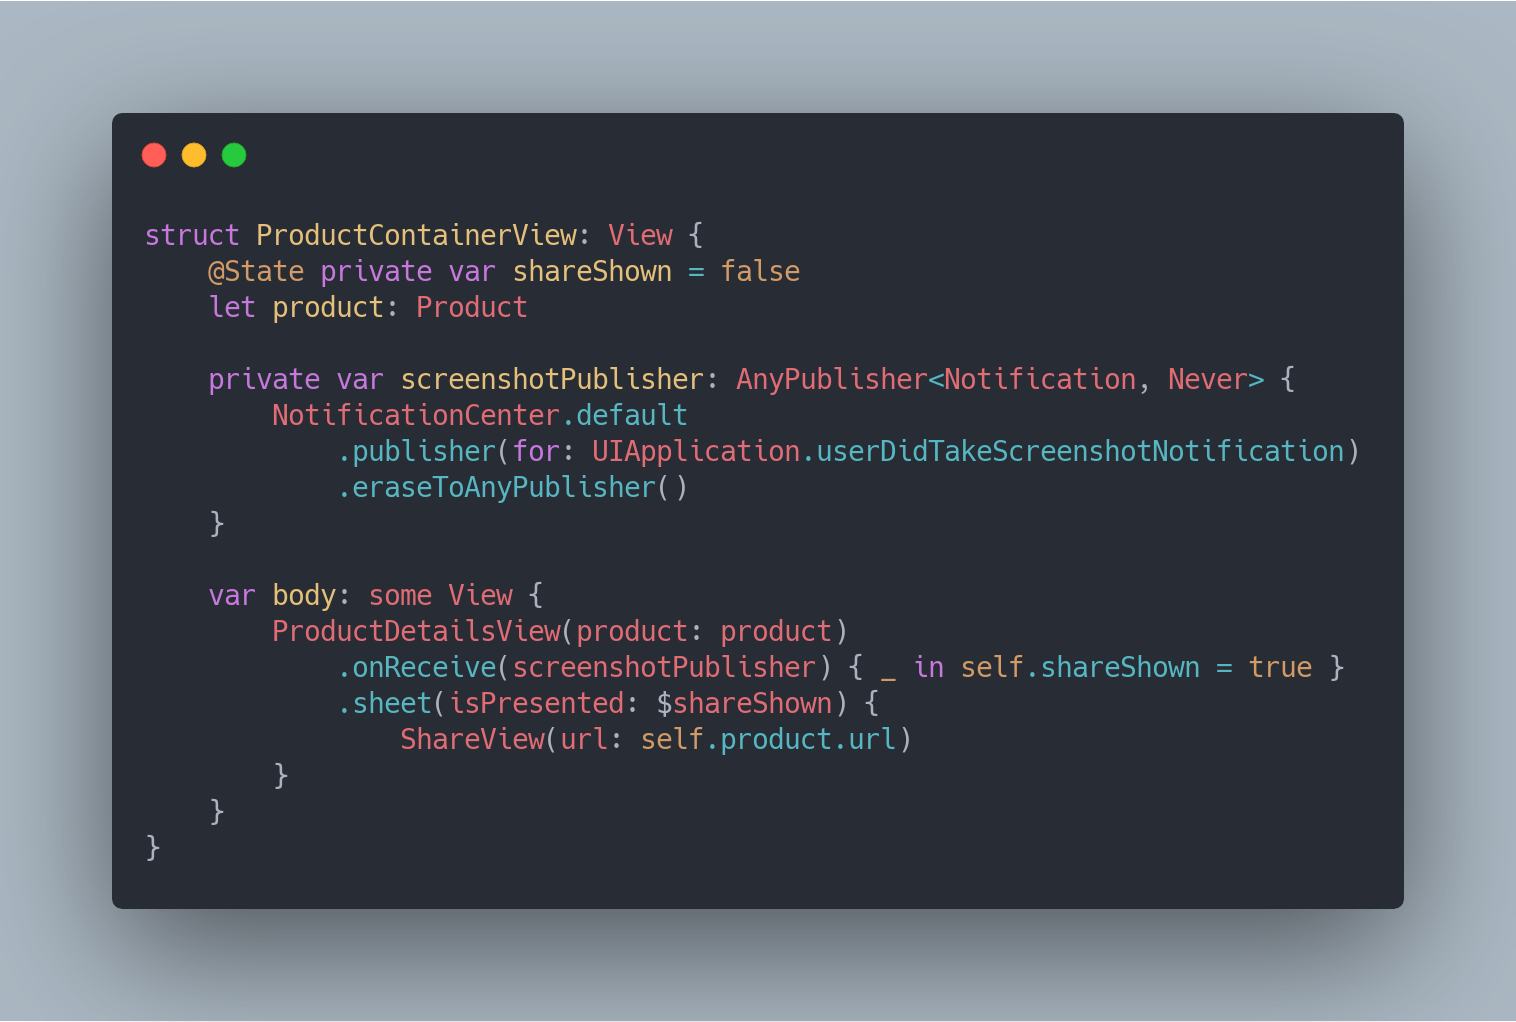 struct ProductContainerView: View {
    @State private var shareShown = false
    let product: Product

    private var screenshotPublisher: AnyPublisher<Notification, Never> {
        NotificationCenter.default
            .publisher(for: UIApplication.userDidTakeScreenshotNotification)
            .eraseToAnyPublisher()
    }

    var body: some View {
        ProductDetailsView(product: product)
            .onReceive(screenshotPublisher) { _ in self.shareShown = true }
            .sheet(isPresented: $shareShown) {
                ShareView(url: self.product.url)
        }
    }
}